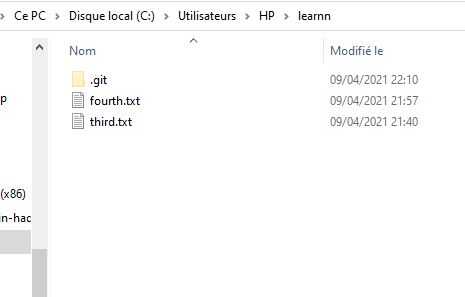 Ce PC > Disque local (C:) > Utilisateurs > HP > learnn
Nom Modifié le
.git 09/04/2021 22:10
fourth.txt 09/04/2021 21:57
p
third.txt 09/04/2021 21:40
(x86)
in-hac